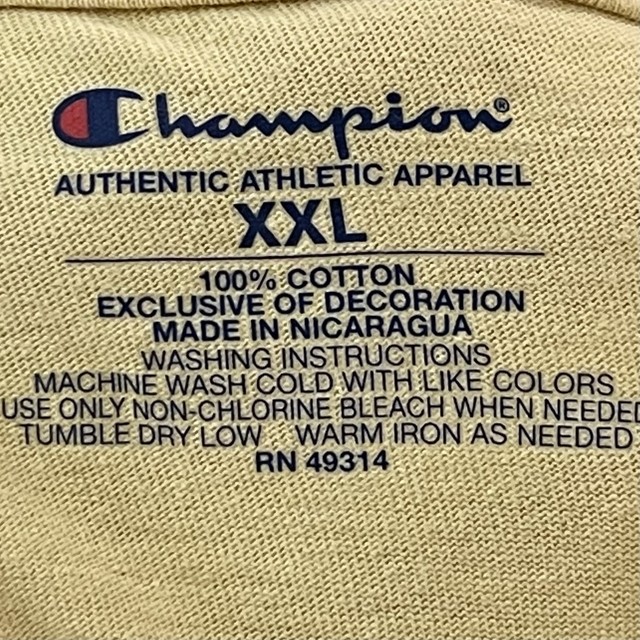 Champion®
AUTHENTIC ATHLETIC APPAREL
XXL
100% COTTON
EXCLUSIVE OF DECORATION
MADE IN NICARAGUA
WASHING INSTRUCTIONS
MACHINE WASH COLD WITH LIKE COLORS
USE ONLY NON-CHLORINE BLEACH WHEN NEEDED
TUMBLE DRY LOW WARM IRON AS NEEDED
RN 49314